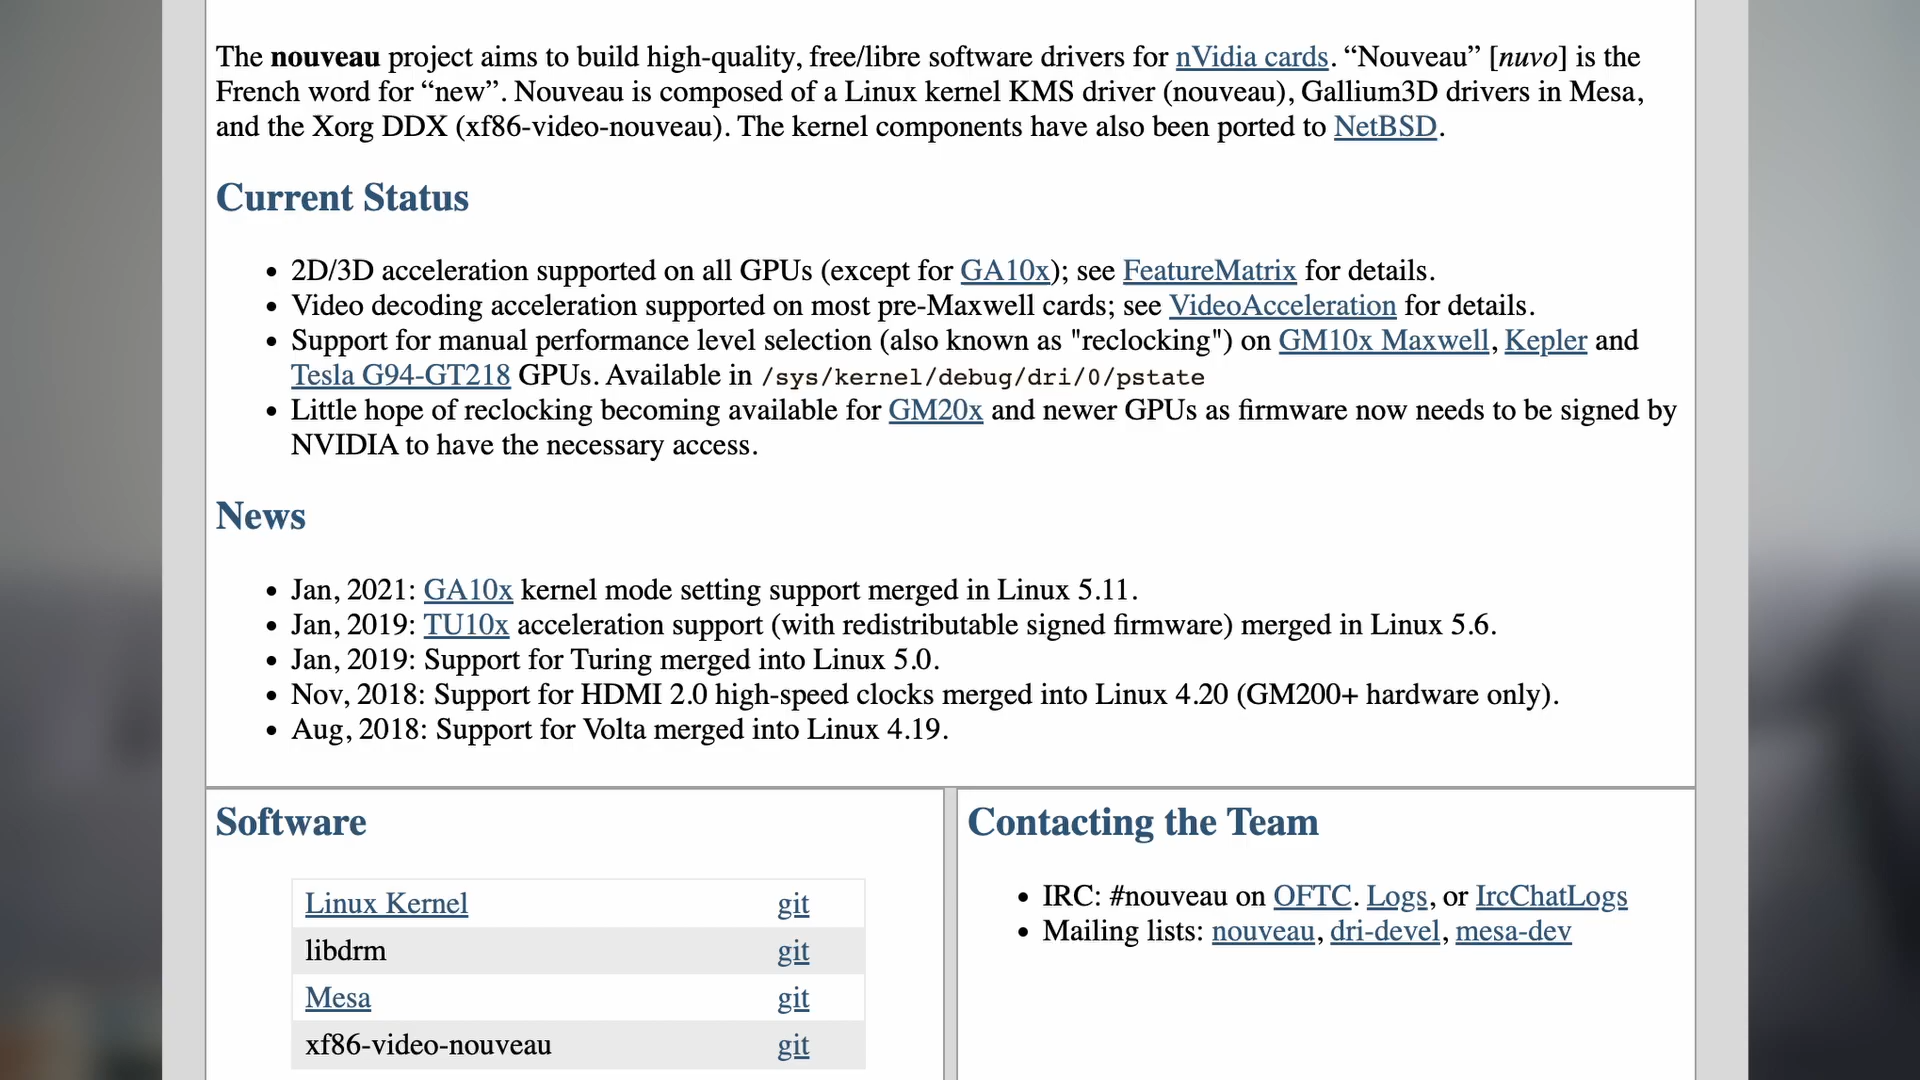 The nouveau project aims to build high-quality, free/libre software drivers for nVidia cards. “Nouveau” [nuvo] is the
French word for “new”. Nouveau is composed of a Linux kernel KMS driver (nouveau), Gallium3D drivers in Mesa,
and the Xorg DDX (xf86-video-nouveau). The kernel components have also been ported to NetBSD.
Current Status
• 2D/3D acceleration supported on all GPUs (except for GA10x); see FeatureMatrix for details.
• Video decoding acceleration supported on most pre-Maxwell cards; see VideoAcceleration for details.
• Support for manual performance level selection (also known as "reclocking") on GM10x Maxwell, Kepler and
Tesla G94-GT218 GPUs. Available in /sys/kernel/debug/dri/0/pstate
• Little hope of reclocking becoming available for GM20x and newer GPUs as firmware now needs to be signed by
NVIDIA to have the necessary access.
News
• Jan, 2021: GA10x kernel mode setting support merged in Linux 5.11.
• Jan, 2019: TU10x acceleration support (with redistributable signed firmware) merged in Linux 5.6.
• Jan, 2019: Support for Turing merged into Linux 5.0.
• Nov, 2018: Support for HDMI 2.0 high-speed clocks merged into Linux 4.20 (GM200+ hardware only).
• Aug, 2018: Support for Volta merged into Linux 4.19.
Software
Linux Kernel git
libdrm git
Mesa git
xf86-video-nouveau git
Contacting the Team
• IRC: #nouveau on OFTC. Logs, or IrcChatLogs
• Mailing lists: nouveau, dri-devel, mesa-dev